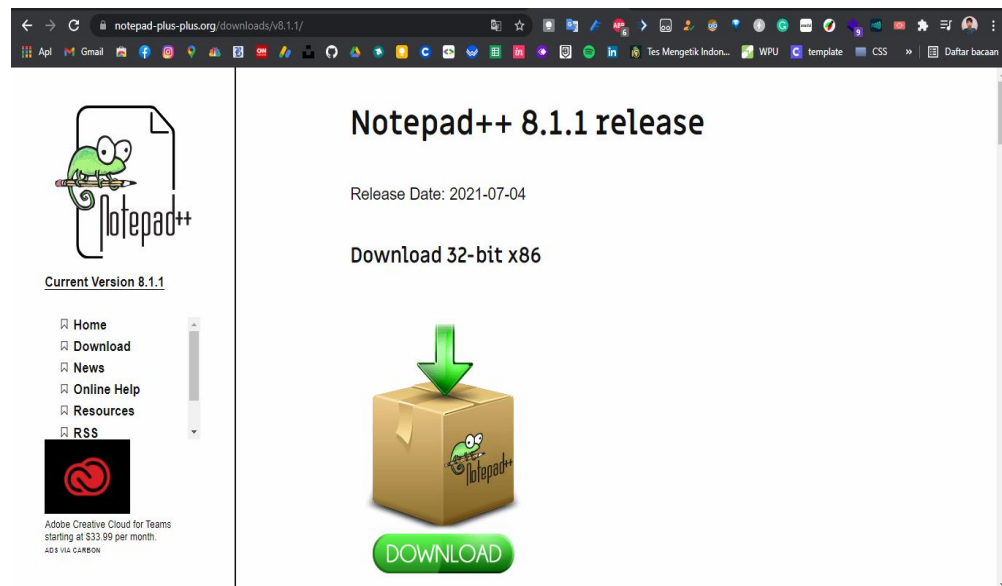 notepad-plus-plus.org/downloads/v8.1.1/
Apl Gmail Tes Mengetik Indon... WPU template CSS » Daftar bacaan
Notepad++
Current Version 8.1.1
Home
Download
News
Online Help
Resources
RSS
Adobe Creative Cloud for Teams
starting at $33.99 per month.
ADS VIA CARBON
Notepad++ 8.1.1 release
Release Date: 2021-07-04
Download 32-bit x86
Notepad++
DOWNLOAD